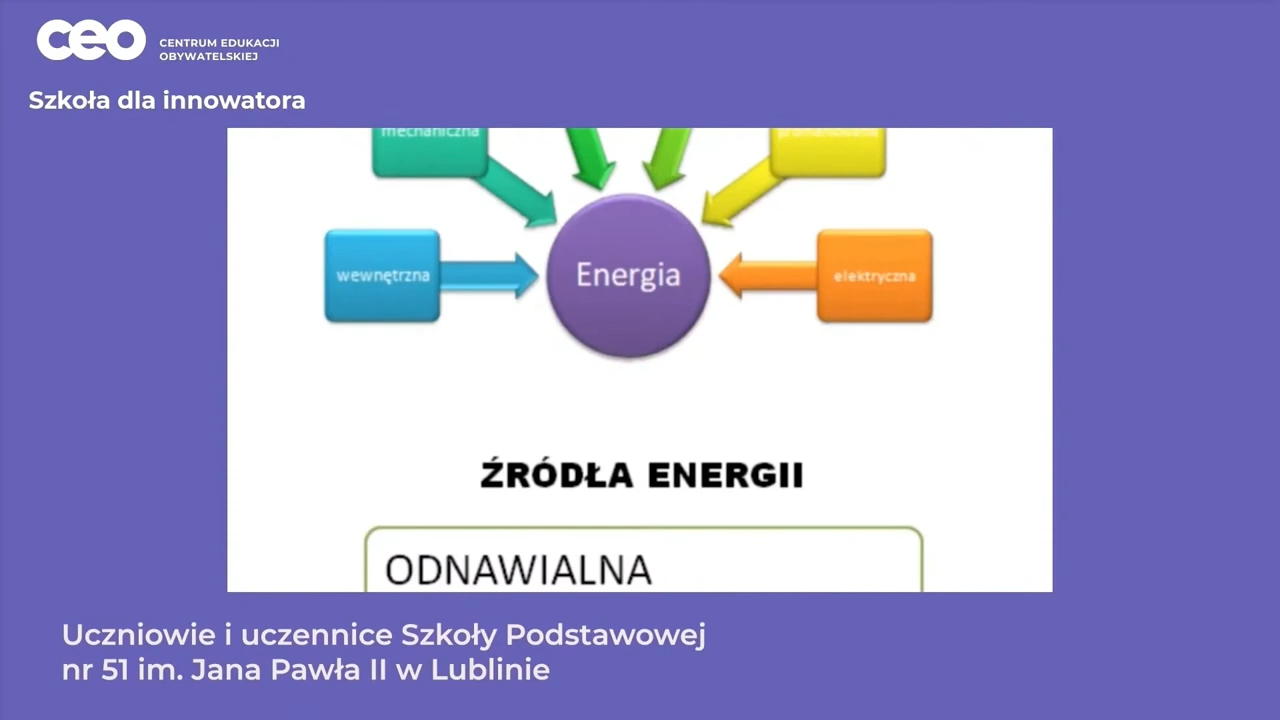 ceo
CENTRUM EDUKACJI
OBYWATELSKIEJ
Szkoła dla innowatora
mechaniczna
wewnętrzna
Energia
elektryczna
ŹRÓDŁA ENERGII
ODNAWIALNA
Uczniowie i uczennice Szkoły Podstawowej
nr 51 im. Jana Pawła II w Lublinie